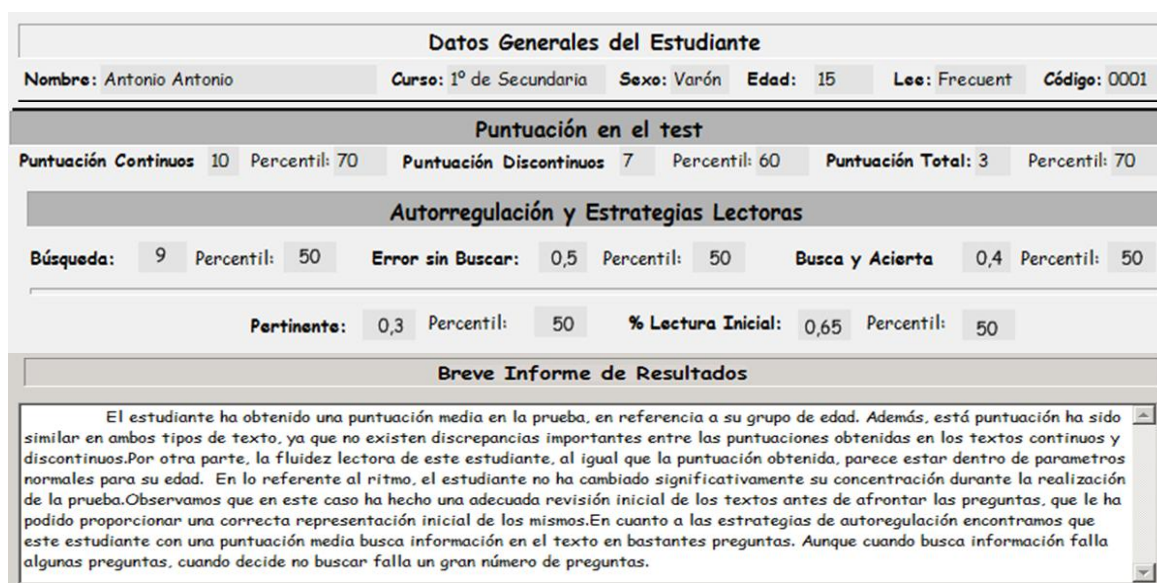 Datos Generales del Estudiante
Nombre: Antonio Antonio Curso: 1º de Secundaria Sexo: Varón Edad: 15 Lee: Frecuent Código: 0001
Puntuación en el test
Puntuación Continuos 10 Percentil: 70 Puntuación Discontinuos 7 Percentil: 60 Puntuación Total: 3 Percentil: 70
Autorregulación y Estrategias Lectoras
Búsqueda: 9 Percentil: 50 Error sin Buscar: 0,5 Percentil: 50 Busca y Acierta 0,4 Percentil: 50
Pertinente: 0,3 Percentil: 50 % Lectura Inicial: 0,65 Percentil: 50
Breve Informe de Resultados
El estudiante ha obtenido una puntuación media en la prueba, en referencia a su grupo de edad. Además, está puntuación ha sido
similar en ambos tipos de texto, ya que no existen discrepancias importantes entre las puntuaciones obtenidas en los textos continuos y
discontinuos.Por otra parte, la fluidez lectora de este estudiante, al igual que la puntuación obtenida, parece estar dentro de parametros
normales para su edad. En lo referente al ritmo, el estudiante no ha cambiado significativamente su concentración durante la realización
de la prueba.Observamos que en este caso ha hecho una adecuada revisión inicial de los textos antes de afrontar las preguntas, que le ha
podido proporcionar una correcta representación inicial de los mismos.En cuanto a las estrategias de autoregulación encontramos que
este estudiante con una puntuación media busca información en el texto en bastantes preguntas. Aunque cuando busca información falla
algunas preguntas, cuando decide no buscar falla un gran número de preguntas.